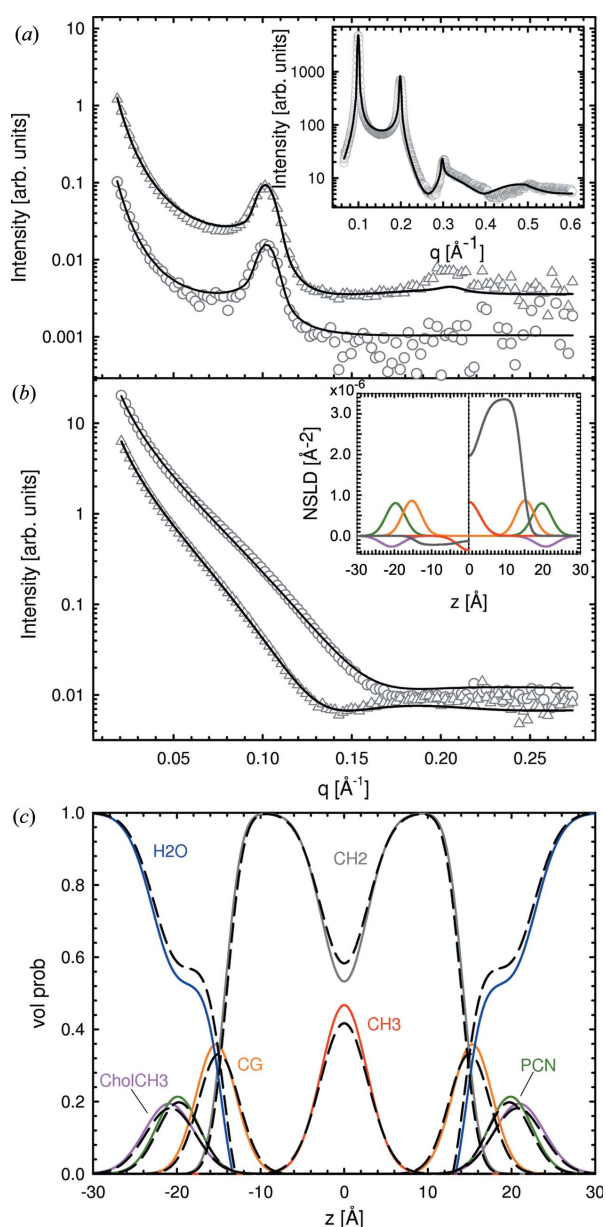 (a)
Intensity [arb. units]
1
0.1
0.01
0.001
Intensity [arb. units]
1000
100
10
0.1 0.2 0.3 0.4 0.5 0.6
q [Å-1]
(b)
Intensity [arb. units]
10
1
0.1
0.01
x10-6
NSLD [Å-2]
3.0
2.0
1.0
0.0
-30 -20 -10 0 10 20 30
z [Å]
0.05 0.10 0.15 0.20 0.25
q [Å-1]
(c)
vol prob
1.0
0.8
0.6
0.4
0.2
0.0
H2O
CH2
CH3
CG
PCN
CholCH3
-30 -20 -10 0 10 20 30
z [Å]